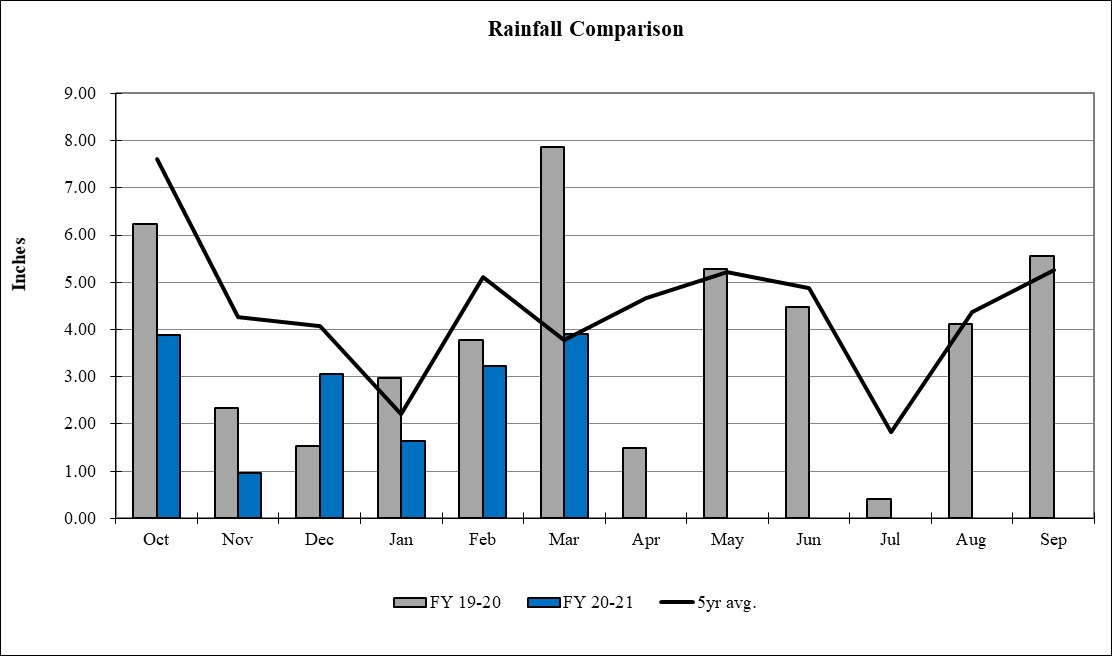 Rainfall Comparison
Inches
9.00
8.00
7.00
6.00
5.00
4.00
3.00
2.00
1.00
0.00
Oct Nov Dec Jan Feb Mar Apr May Jun Jul Aug Sep
FY 19-20 FY 20-21 5yr avg.